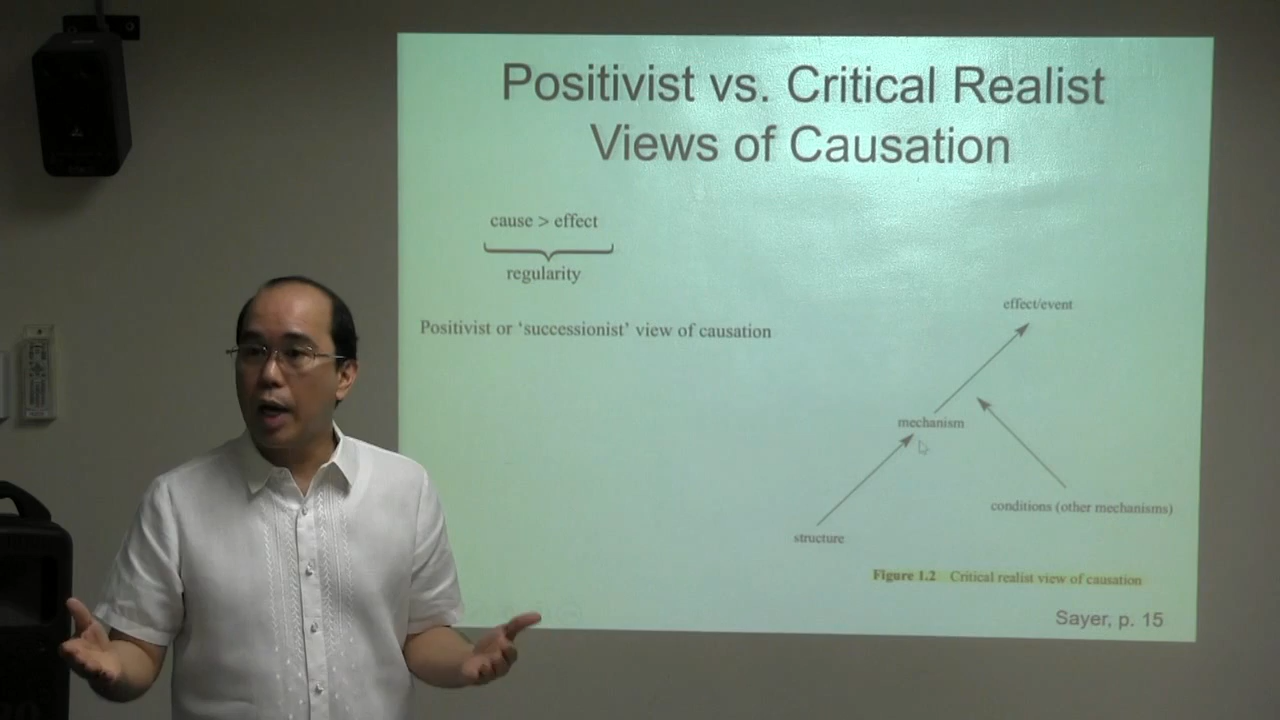 Positivist vs. Critical Realist
Views of Causation
cause > effect
regularity
Positivist or ‘successionist’ view of causation
effect/event
mechanism
conditions (other mechanisms)
structure
Figure 1.2 Critical realist view of causation
Sayer, p. 15